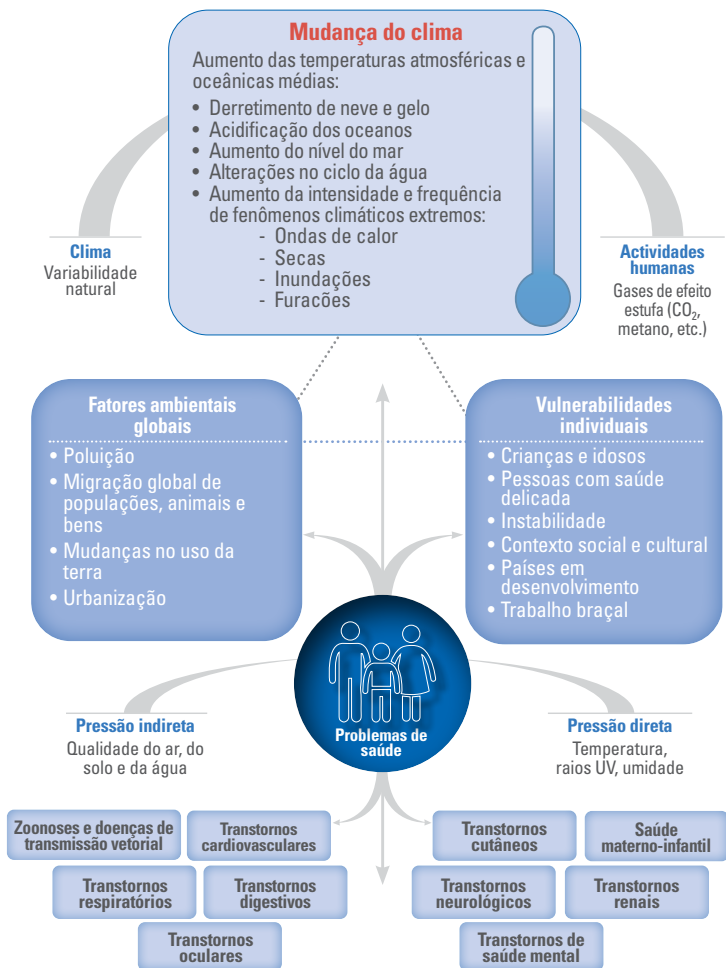 Mudança do clima
Aumento das temperaturas atmosféricas e
oceânicas médias:
• Derretimento de neve e gelo
• Acidificação dos oceanos
• Aumento do nível do mar
• Alterações no ciclo da água
• Aumento da intensidade e frequência
de fenômenos climáticos extremos:
- Ondas de calor
- Secas
- Inundações
- Furacões
Clima
Variabilidade
natural
Actividades
humanas
Gases de efeito
estufa (CO₂,
metano, etc.)
Fatores ambientais
globais
• Poluição
• Migração global de
populações, animais e
bens
• Mudanças no uso da
terra
• Urbanização
Vulnerabilidades
individuais
• Crianças e idosos
• Pessoas com saúde
delicada
• Instabilidade
• Contexto social e cultural
• Países em
desenvolvimento
• Trabalho braçal
Problemas de
saúde
Pressão indireta
Qualidade do ar, do
solo e da água
Pressão direta
Temperatura,
raios UV, umidade
Zoonoses e doenças de
transmissão vetorial
Transtornos
cardiovasculares
Transtornos
respiratórios
Transtornos
digestivos
Transtornos
oculares
Transtornos
cutâneos
Saúde
materno-infantil
Transtornos
neurológicos
Transtornos
renais
Transtornos de
saúde mental